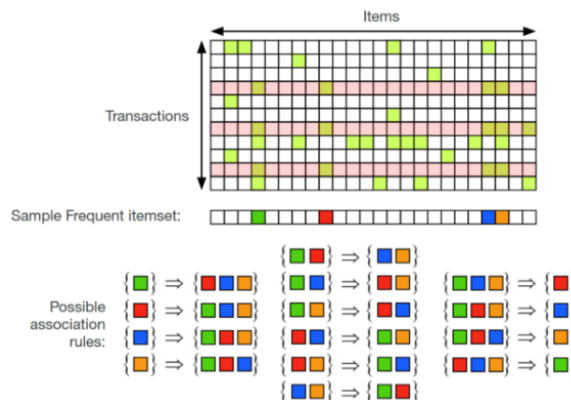 Items
Transactions
Sample Frequent itemset:
Possible
association
rules: